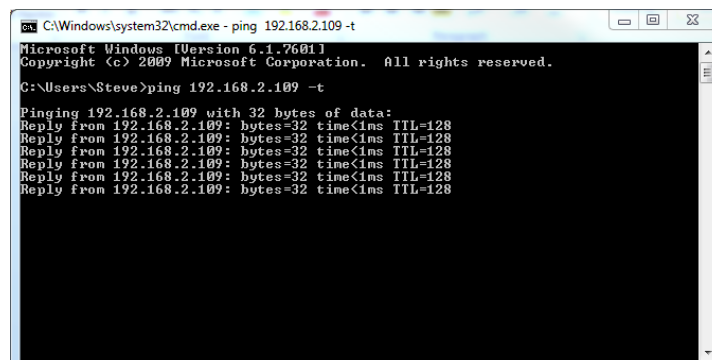 C:\Windows\system32\cmd.exe - ping 192.168.2.109 -t
Microsoft Windows [Version 6.1.7601]
Copyright (c) 2009 Microsoft Corporation. All rights reserved.
C:\Users\Steve>ping 192.168.2.109 -t
Pinging 192.168.2.109 with 32 bytes of data:
Reply from 192.168.2.109: bytes=32 time<1ms TTL=128
Reply from 192.168.2.109: bytes=32 time<1ms TTL=128
Reply from 192.168.2.109: bytes=32 time<1ms TTL=128
Reply from 192.168.2.109: bytes=32 time<1ms TTL=128
Reply from 192.168.2.109: bytes=32 time<1ms TTL=128
Reply from 192.168.2.109: bytes=32 time<1ms TTL=128